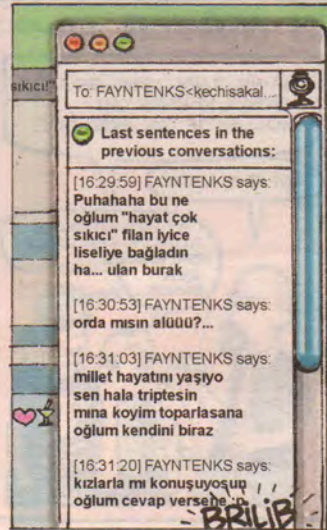 sıkıcı!"
To: FAYNTENKS<kechisakal...
Last sentences in the
previous conversations:
[16:29:59] FAYNTENKS says:
Puhahaha bu ne
oğlum "hayat çok
sıkıcı" filan iyice
liseliye bağladın
ha... ulan burak
[16:30:53] FAYNTENKS says:
orda mısın alüüü?...
[16:31:03] FAYNTENKS says:
millet hayatını yaşıyo
sen hala triptesin
mına koyim toparlasana
oğlum kendini biraz
[16:31:20] FAYNTENKS says:
kızlarla mı konuşuyosun
oğlum cevap versene :p
BRILIB